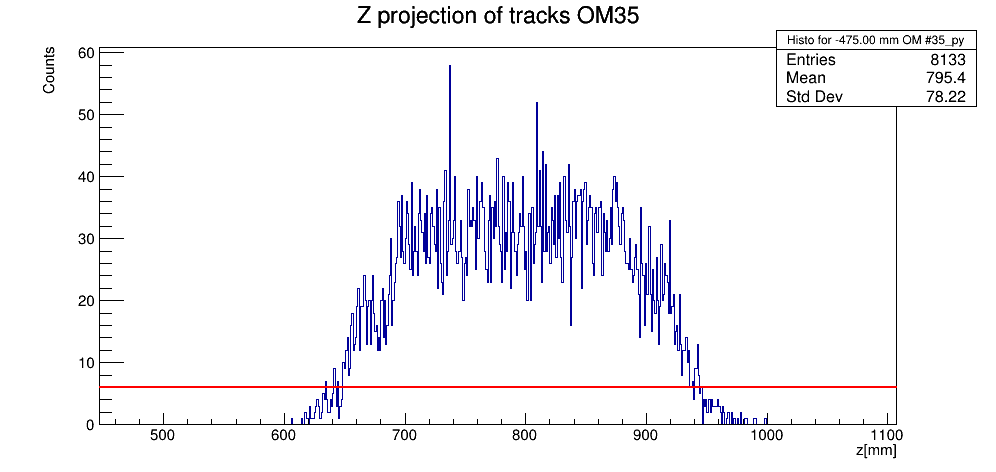 Z projection of tracks OM35
Histo for -475.00 mm OM #35_py
Entries 8133
Mean 795.4
Std Dev 78.22
Counts
60
50
40
30
20
10
0
500 600 700 800 900 1000 1100
z[mm]